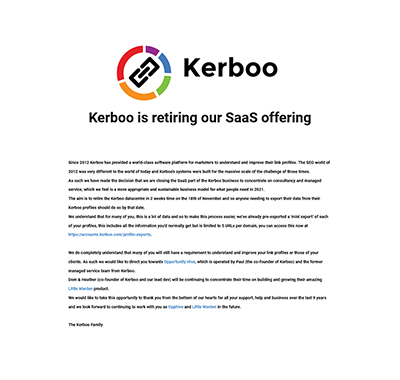 Kerboo
Kerboo is retiring our SaaS offering
Since 2012 Kerboo has provided a world-class software platform for marketers to understand and improve their link profiles. The SEO world of
2012 was very different to the world of today and Kerboo's systems were built for the massive scale of the challenge of those times.
As such we have made the decision that we are closing the SaaS part of the Kerboo business to concentrate on consultancy and managed
service, which we feel is a more appropriate and sustainable business model for what people need in 2021.
The aim is to retire the Kerboo datacentre in 2 weeks time on the 18th of November and so anyone needing to export their data from their
Kerboo profiles should do so by that date.
We understand that for many of you, this is a lot of data and so to make this process easier, we've already pre-exported a 'mini export' of each
of your profiles, this includes all the information you'd normally get but is limited to 5 URLs per domain, you can access this now at
https://accounts.kerboo.com/profile-exports.
We do completely understand that many of you will still have a requirement to understand and improve your link profiles or those of your
clients. As such we would like to direct you towards Opportunity Hive, which is operated by Paul (the co-founder of Kerboo) and the former
managed service team from Kerboo.
Dom & Heather (co-founder of Kerboo and our lead dev) will be continuing to concentrate their time on building and growing their amazing
Little Warden product.
We would like to take this opportunity to thank you from the bottom of our hearts for all your support, help and business over the last 9 years
and we look forward to continuing to work with you as OppHive and Little Warden in the future.
The Kerboo Family